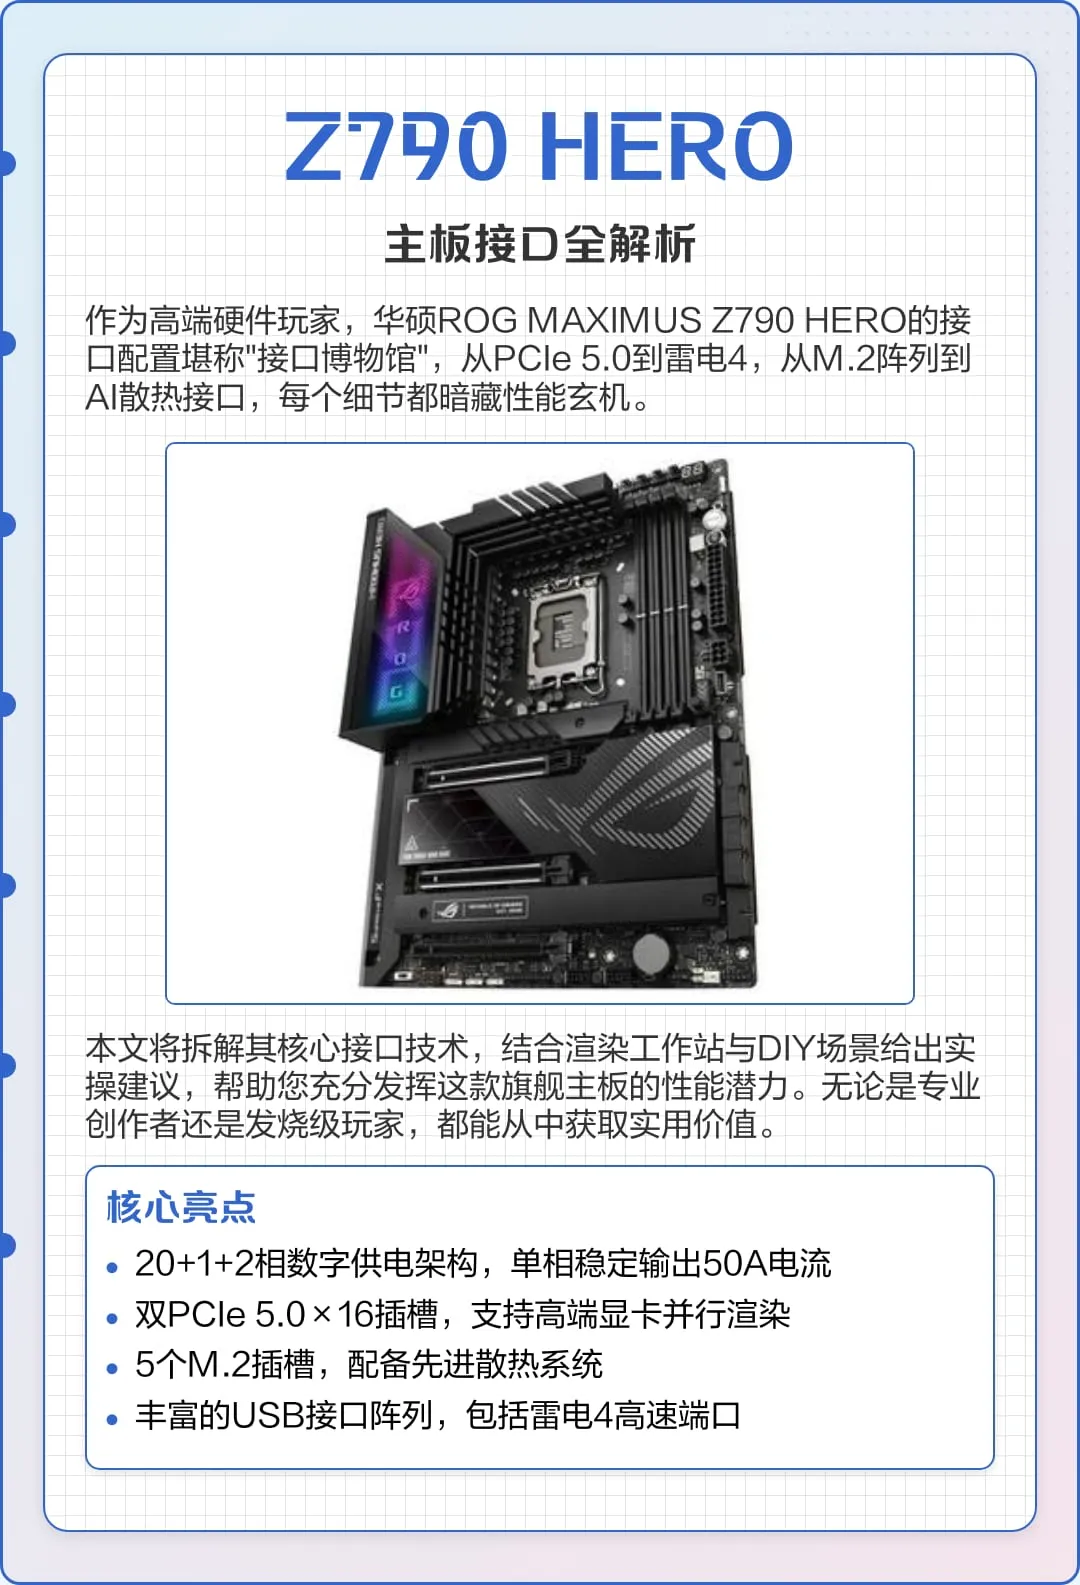 Z790 HERO
主板接口全解析
作为高端硬件玩家，华硕ROG MAXIMUS Z790 HERO的接
口配置堪称"接口博物馆"，从PCIe 5.0到雷电4，从M.2阵列到
AI散热接口，每个细节都暗藏性能玄机。
MAXIMUS HERO
R
O
G
本文将拆解其核心接口技术，结合渲染工作站与DIY场景给出实
操建议，帮助您充分发挥这款旗舰主板的性能潜力。无论是专业
创作者还是发烧级玩家，都能从中获取实用价值。
核心亮点
20+1+2相数字供电架构，单相稳定输出50A电流
双PCIe 5.0×16插槽，支持高端显卡并行渲染
5个M.2插槽，配备先进散热系统
丰富的USB接口阵列，包括雷电4高速端口